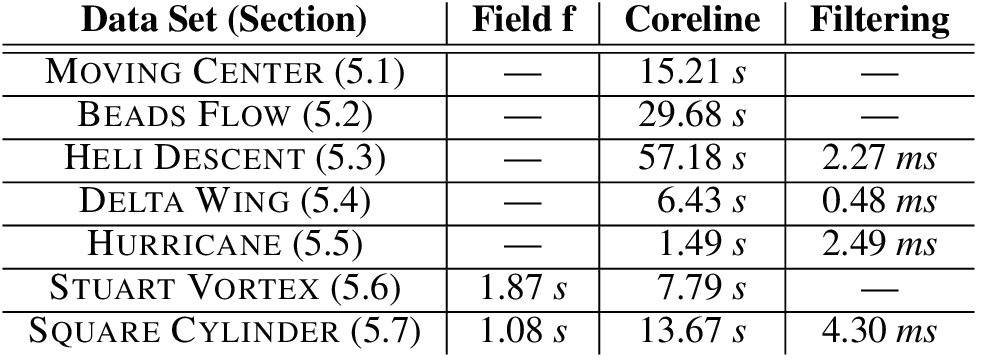 Data Set (Section) Field f Coreline Filtering
MOVING CENTER (5.1) — 15.21 s —
BEADS FLOW (5.2) — 29.68 s —
HELI DESCENT (5.3) — 57.18 s 2.27 ms
DELTA WING (5.4) — 6.43 s 0.48 ms
HURRICANE (5.5) — 1.49 s 2.49 ms
STUART VORTEX (5.6) 1.87 s 7.79 s —
SQUARE CYLINDER (5.7) 1.08 s 13.67 s 4.30 ms